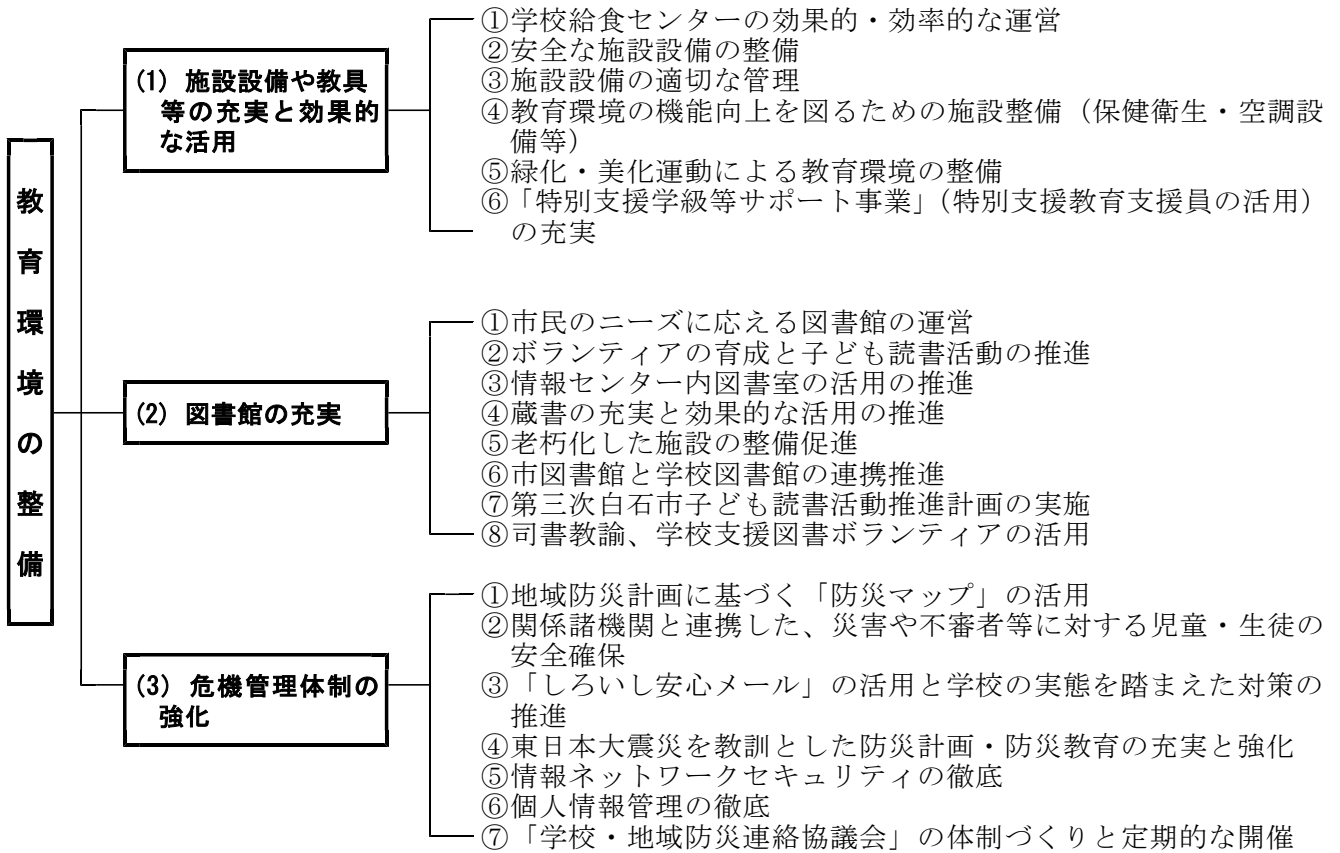 教育環境の整備
(1) 施設設備や教具
等の充実と効果的
な活用
①学校給食センターの効果的・効率的な運営
②安全な施設設備の整備
③施設設備の適切な管理
④教育環境の機能向上を図るための施設整備（保健衛生・空調設
備等）
⑤緑化・美化運動による教育環境の整備
⑥「特別支援学級等サポート事業」（特別支援教育支援員の活用）
の充実
(2) 図書館の充実
①市民のニーズに応える図書館の運営
②ボランティアの育成と子ども読書活動の推進
③情報センター内図書室の活用の推進
④蔵書の充実と効果的な活用の推進
⑤老朽化した施設の整備促進
⑥市図書館と学校図書館の連携推進
⑦第三次白石市子ども読書活動推進計画の実施
⑧司書教諭、学校支援図書ボランティアの活用
(3) 危機管理体制の
強化
①地域防災計画に基づく「防災マップ」の活用
②関係諸機関と連携した、災害や不審者等に対する児童・生徒の
安全確保
③「しろいし安心メール」の活用と学校の実態を踏まえた対策の
推進
④東日本大震災を教訓とした防災計画・防災教育の充実と強化
⑤情報ネットワークセキュリティの徹底
⑥個人情報管理の徹底
⑦「学校・地域防災連絡協議会」の体制づくりと定期的な開催